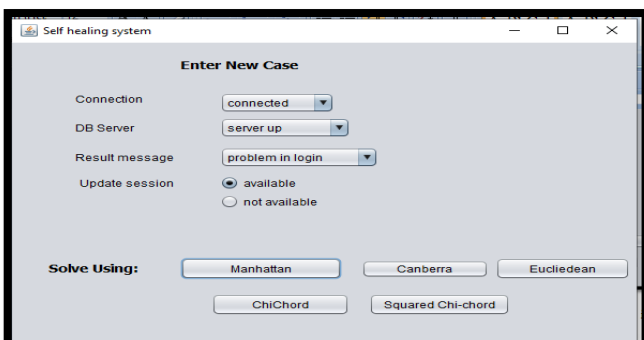 Self healing system
Enter New Case
Connection connected
DB Server server up
Result message problem in login
Update session available
not available
Solve Using: Manhattan Canberra Eucliedean
ChiChord Squared Chi-chord